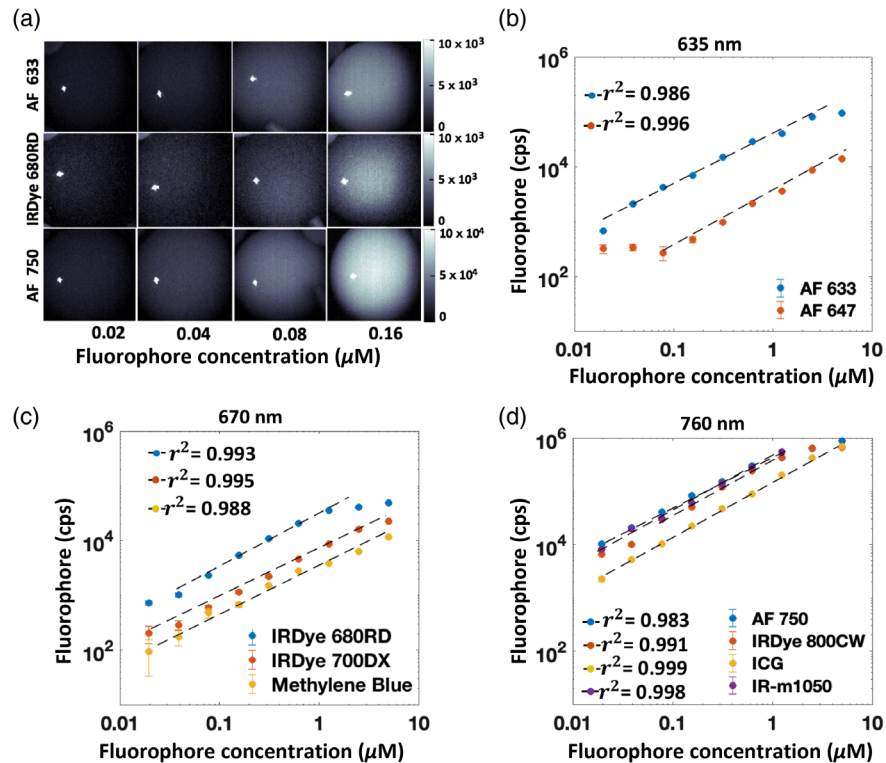 (a)
AF 633
10 x 10³
5 x 10³
0
IRDye 680RD
10 x 10³
5 x 10³
0
AF 750
10 x 10⁴
5 x 10⁴
0
0.02 0.04 0.08 0.16
Fluorophore concentration (μM)
(b)
635 nm
Fluorophore (cps)
10⁶
10⁴
10²
r² = 0.986
r² = 0.996
AF 633
AF 647
0.01 0.1 1 10
Fluorophore concentration (μM)
(c)
670 nm
Fluorophore (cps)
10⁶
10⁴
10²
r² = 0.993
r² = 0.995
r² = 0.988
IRDye 680RD
IRDye 700DX
Methylene Blue
0.01 0.1 1 10
Fluorophore concentration (μM)
(d)
760 nm
Fluorophore (cps)
10⁶
10⁴
10²
r² = 0.983
r² = 0.991
r² = 0.999
r² = 0.998
AF 750
IRDye 800CW
ICG
IR-m1050
0.01 0.1 1 10
Fluorophore concentration (μM)